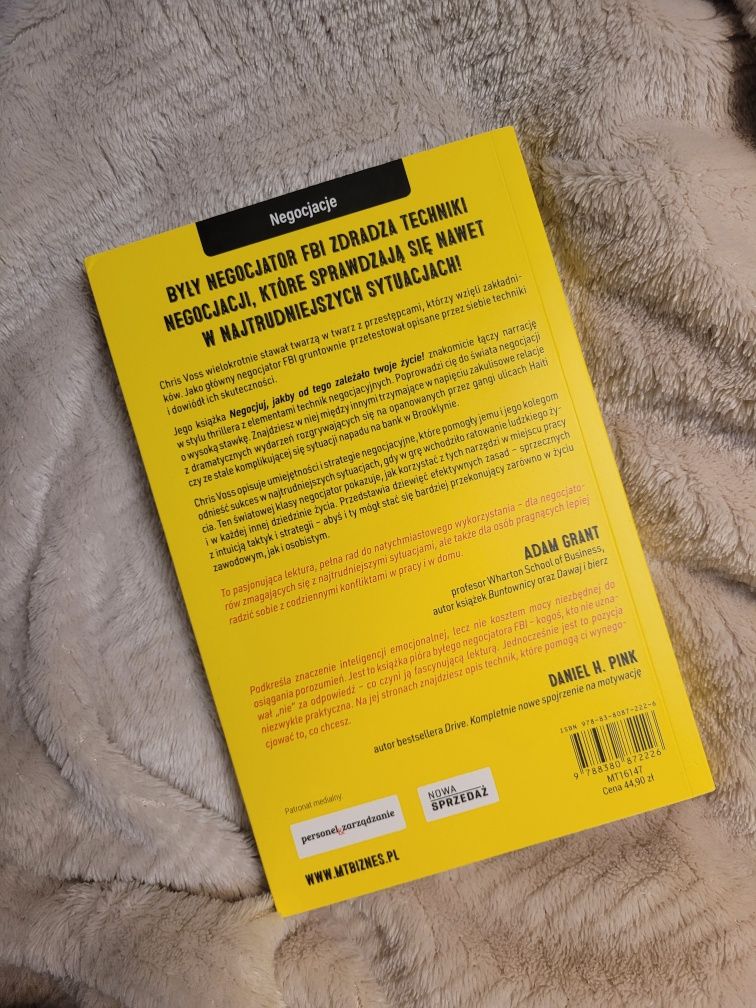 Negocjacje
BYŁY NEGOCJATOR FBI ZDRADZA TECHNIKI
NEGOCJACJI, KTÓRE SPRAWDZAJĄ SIĘ NAWET
W NAJTRUDNIEJSZYCH SYTUACJACH!
Chris Voss wielokrotnie stawał twarzą w twarz z przestępcami, którzy wzięli zakładni-
ków. Jako główny negocjator FBI gruntownie przetestował opisane przez siebie techniki
i dowiódł ich skuteczności.
Jego książka Negocjuj, jakby od tego zależało twoje życie! znakomicie łączy narrację
w stylu thrillera z elementami technik negocjacyjnych. Poprowadzi cię do świata negocjacji
o wysoką stawkę. Znajdziesz w niej między innymi trzymające w napięciu zakulisowe relacje
z dramatycznych wydarzeń rozgrywających się na opanowanych przez gangi ulicach Haiti
czy ze stale komplikującej się sytuacji napadu na bank w Brooklynie.
Chris Voss opisuje umiejętności i strategie negocjacyjne, które pomogły jemu i jego kolegom
odnieść sukces w najtrudniejszych sytuacjach, gdy w grę wchodziło ratowanie ludzkiego ży-
cia. Ten światowej klasy negocjator pokazuje, jak korzystać z tych narzędzi w miejscu pracy
i w każdej innej dziedzinie życia. Przedstawia dziewięć efektywnych zasad – sprzecznych
z intuicją taktyk i strategii – abyś i ty mógł stać się bardziej przekonujący zarówno w życiu
zawodowym, jak i osobistym.
To pasjonująca lektura, pełna rad do natychmiastowego wykorzystania – dla negocjato-
rów zmagających się z najtrudniejszymi sytuacjami, ale także dla osób pragnących lepiej
radzić sobie z codziennymi konfliktami w pracy i w domu.
ADAM GRANT
profesor Wharton School of Business,
autor książek Buntownicy oraz Dawaj i bierz
Podkreśla znaczenie inteligencji emocjonalnej, lecz nie kosztem mocy niezbędnej do
osiągania porozumień. Jest to książka pióra byłego negocjatora FBI – kogoś, kto nie uzna-
wał „nie” za odpowiedź – co czyni ją fascynującą lekturą. Jednocześnie jest to pozycja
niezwykle praktyczna. Na jej stronach znajdziesz opis technik, które pomogą ci wynego-
cjować to, co chcesz.
DANIEL H. PINK
autor bestsellera Drive. Kompletnie nowe spojrzenie na motywację
ISBN 978-83-8087-222-6
9 788380 872226
MT16147
Cena 44,90 zł
Patronat medialny:
personel&zarządzanie
NOWA
SPRZEDAŻ
WWW.MTBIZNES.PL